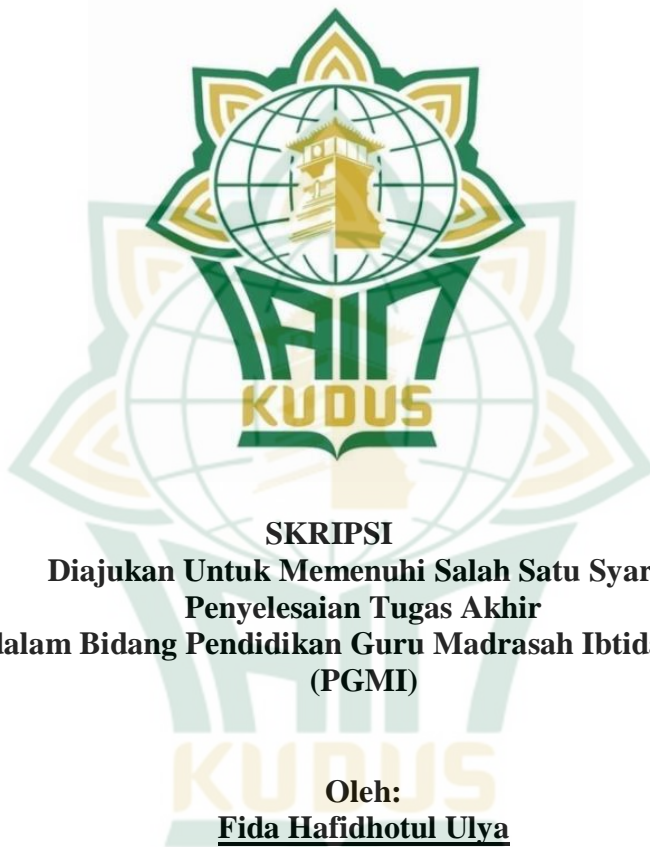 IAIN
KUDUS
SKRIPSI
Diajukan Untuk Memenuhi Salah Satu Syar
Penyelesaian Tugas Akhir
dalam Bidang Pendidikan Guru Madrasah Ibtida
(PGMI)
KUDUS
Oleh:
Fida Hafidhotul Ulya